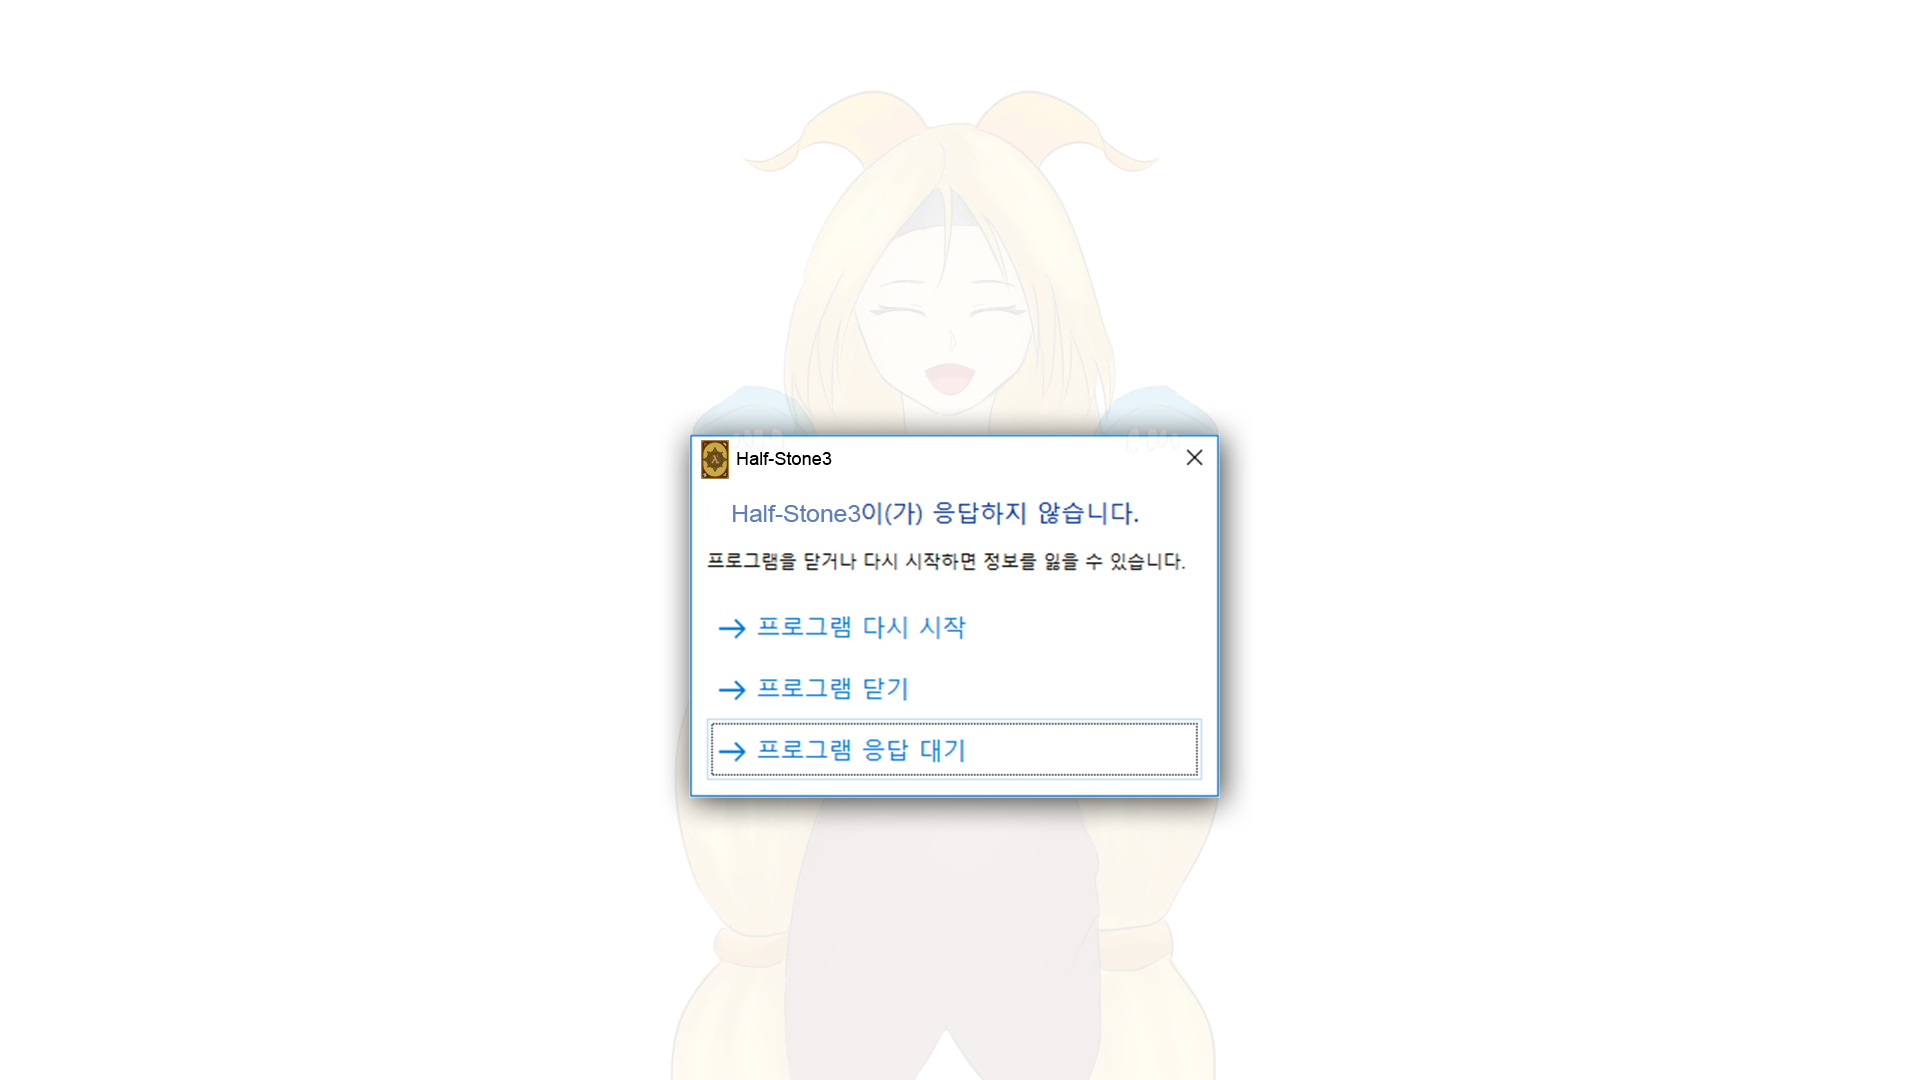 Half-Stone3
Half-Stone3이(가) 응답하지 않습니다.
프로그램을 닫거나 다시 시작하면 정보를 잃을 수 있습니다.
프로그램 다시 시작
프로그램 닫기
프로그램 응답 대기